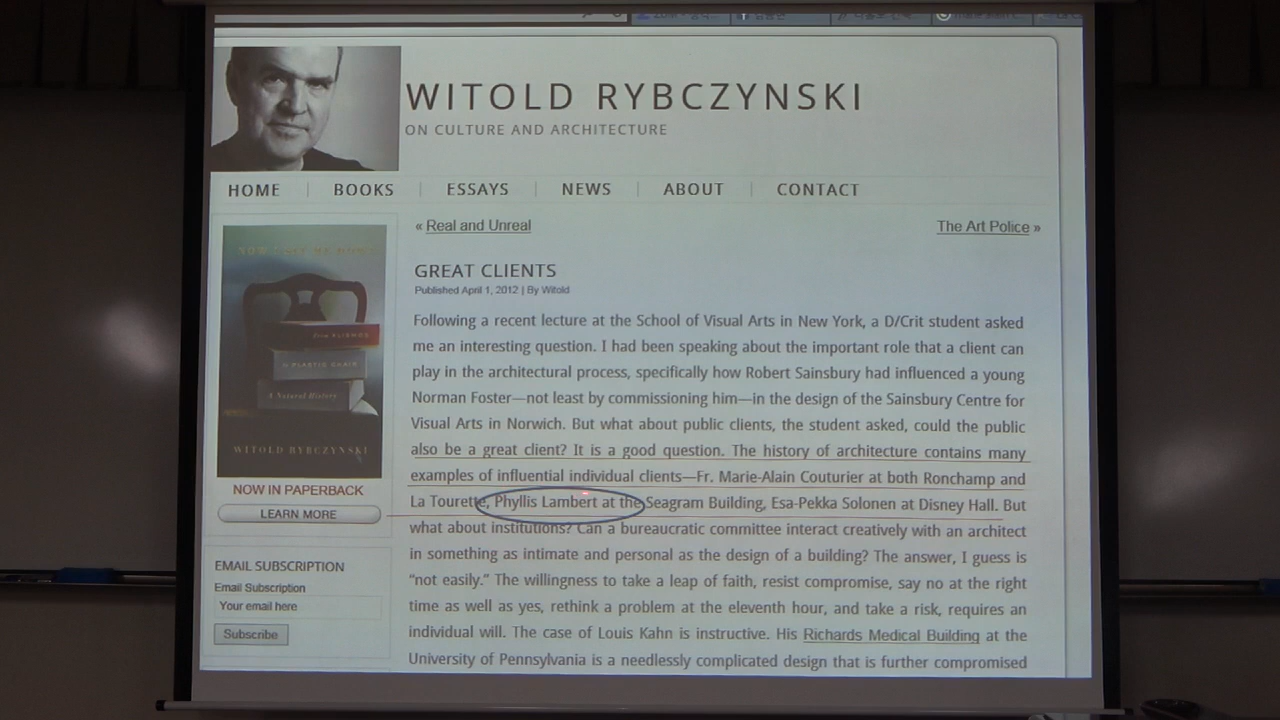 WITOLD RYBCZYNSKI
ON CULTURE AND ARCHITECTURE
HOME
BOOKS
ESSAYS
NEWS
ABOUT
CONTACT
« Real and Unreal
The Art Police »
GREAT CLIENTS
Published April 1, 2012 | By Witold
Following a recent lecture at the School of Visual Arts in New York, a D/Crit student asked
me an interesting question. I had been speaking about the important role that a client can
play in the architectural process, specifically how Robert Sainsbury had influenced a young
Norman Foster—not least by commissioning him—in the design of the Sainsbury Centre for
Visual Arts in Norwich. But what about public clients, the student asked, could the public
also be a great client? It is a good question. The history of architecture contains many
examples of influential individual clients—Fr. Marie-Alain Couturier at both Ronchamp and
La Tourette, Phyllis Lambert at the Seagram Building, Esa-Pekka Solonen at Disney Hall. But
what about institutions? Can a bureaucratic committee interact creatively with an architect
in something as intimate and personal as the design of a building? The answer, I guess is
“not easily.” The willingness to take a leap of faith, resist compromise, say no at the right
time as well as yes, rethink a problem at the eleventh hour, and take a risk, requires an
individual will. The case of Louis Kahn is instructive. His Richards Medical Building at the
University of Pennsylvania is a needlessly complicated design that is further compromised
NOW SIT ME DOWN
from KLISMOS
to PLASTIC CHAIR
A Natural History
WITOLD RYBCZYNSKI
NOW IN PAPERBACK
LEARN MORE
EMAIL SUBSCRIPTION
Email Subscription
Your email here
Subscribe